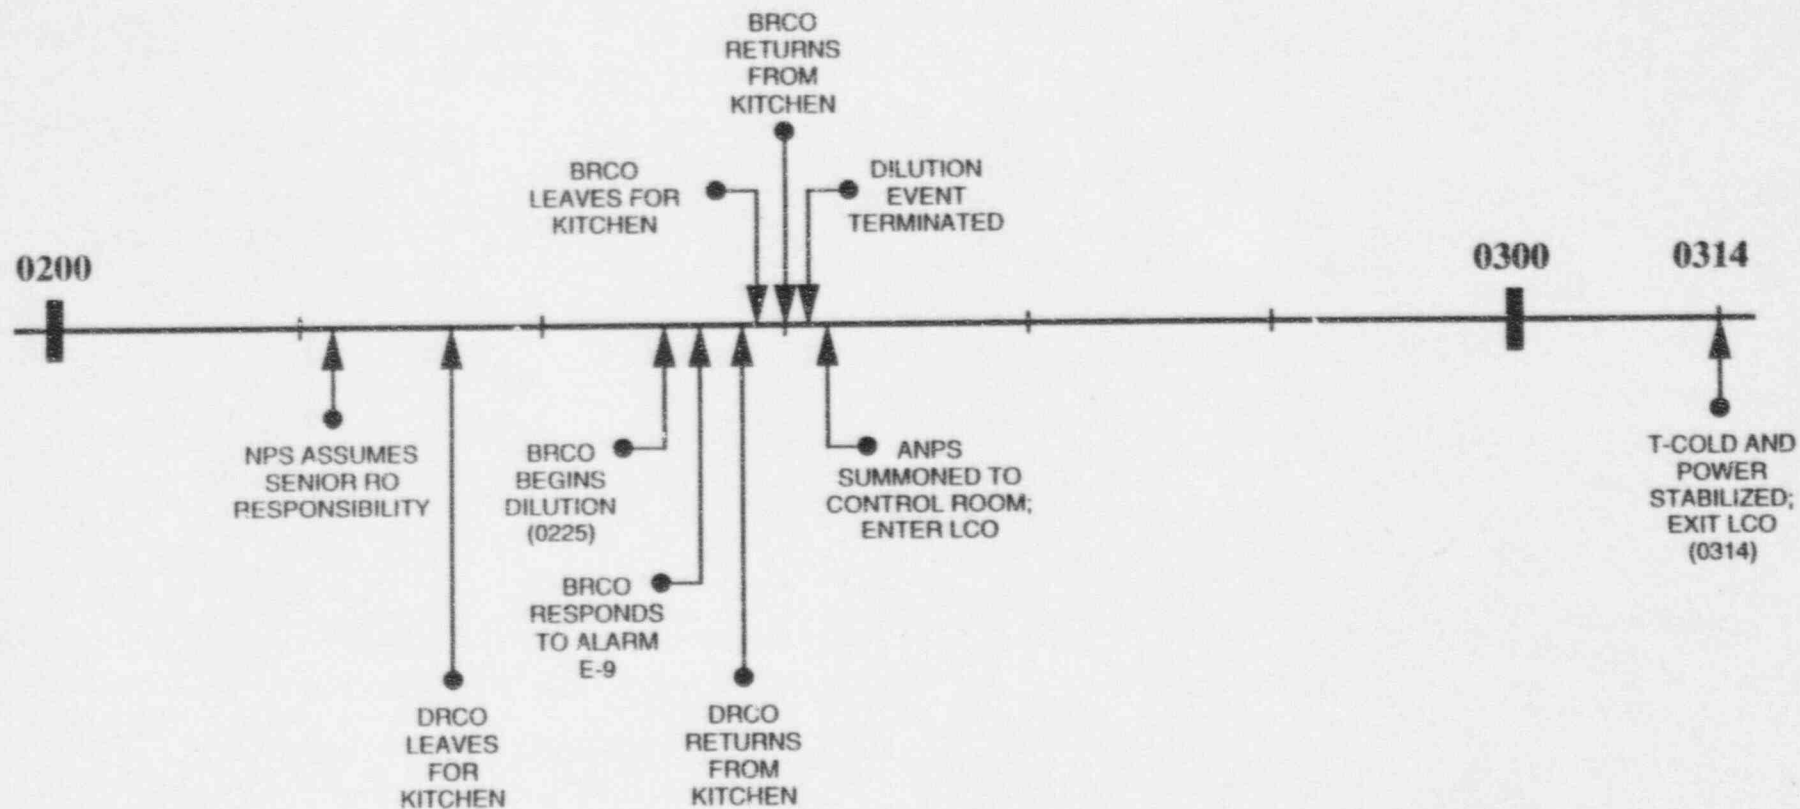 BRCO
RETURNS
FROM
KITCHEN
BRCO
LEAVES FOR
KITCHEN
DILUTION
EVENT
TERMINATED
0200
0300
0314
NPS ASSUMES
SENIOR RO
RESPONSIBILITY
BRCO
BEGINS
DILUTION
(0225)
ANPS
SUMMONED TO
CONTROL ROOM;
ENTER LCO
T-COLD AND
POWER
STABILIZED;
EXIT LCO
(0314)
BRCO
RESPONDS
TO ALARM
E-9
DRCO
LEAVES
FOR
KITCHEN
DRCO
RETURNS
FROM
KITCHEN